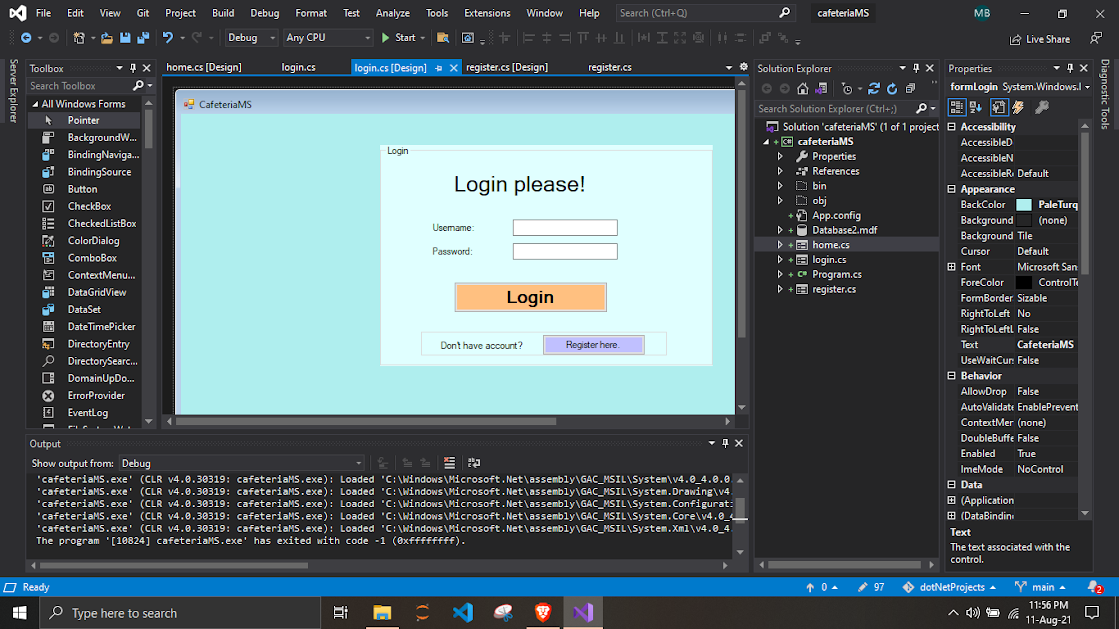 File Edit View Git Project Build Debug Format Test Analyze Tools Extensions Window Help Search (Ctrl+Q) cafeteriaMS MB
Debug Any CPU Start Live Share
Server Explorer
Toolbox
Search Toolbox
All Windows Forms
Pointer
BackgroundW...
BindingNaviga...
BindingSource
Button
CheckBox
CheckedListBox
ColorDialog
ComboBox
ContextMenu...
DataGridView
DataSet
DateTimePicker
DirectoryEntry
DirectorySearc...
DomainUpDo...
ErrorProvider
EventLog
home.cs [Design] login.cs login.cs [Design] register.cs [Design] register.cs
CafeteriaMS
Login
Login please!
Username:
Password:
Login
Don't have account? Register here.
Solution Explorer
Search Solution Explorer (Ctrl+;)
Solution 'cafeteriaMS' (1 of 1 project
cafeteriaMS
Properties
References
bin
obj
App.config
Database2.mdf
home.cs
login.cs
Program.cs
register.cs
Properties
formLogin System.Windows.
Accessibility
AccessibleD
AccessibleN
AccessibleRo Default
Appearance
BackColor PaleTurq
Background (none)
Background Tile
Cursor Default
Font Microsoft San
ForeColor ControlTe
FormBorder Sizable
RightToLeft No
RightToLeftL False
Text CafeteriaMS
UseWaitCurs False
Behavior
AllowDrop False
AutoValidate EnablePrevent
ContextMen (none)
DoubleBuffe False
Enabled True
ImeMode NoControl
Data
(Application
(DataBinding
Text
The text associated with the
control.
Diagnostic Tools
Output
Show output from: Debug
'cafeteriaMS.exe' (CLR v4.0.30319: cafeteriaMS.exe): Loaded 'C:\Windows\Microsoft.Net\assembly\GAC_MSIL\System\v4.0_4.0.0.
'cafeteriaMS.exe' (CLR v4.0.30319: cafeteriaMS.exe): Loaded 'C:\Windows\Microsoft.Net\assembly\GAC_MSIL\System.Drawing\v4.
'cafeteriaMS.exe' (CLR v4.0.30319: cafeteriaMS.exe): Loaded 'C:\Windows\Microsoft.Net\assembly\GAC_MSIL\System.Configurati
'cafeteriaMS.exe' (CLR v4.0.30319: cafeteriaMS.exe): Loaded 'C:\Windows\Microsoft.Net\assembly\GAC_MSIL\System.Core\v4.0_4
'cafeteriaMS.exe' (CLR v4.0.30319: cafeteriaMS.exe): Loaded 'C:\Windows\Microsoft.Net\assembly\GAC_MSIL\System.Xml\v4.0_4.
The program '[10824] cafeteriaMS.exe' has exited with code -1 (0xffffffff).
Ready 0 97 dotNetProjects main 2
Type here to search
11:56 PM
11-Aug-21